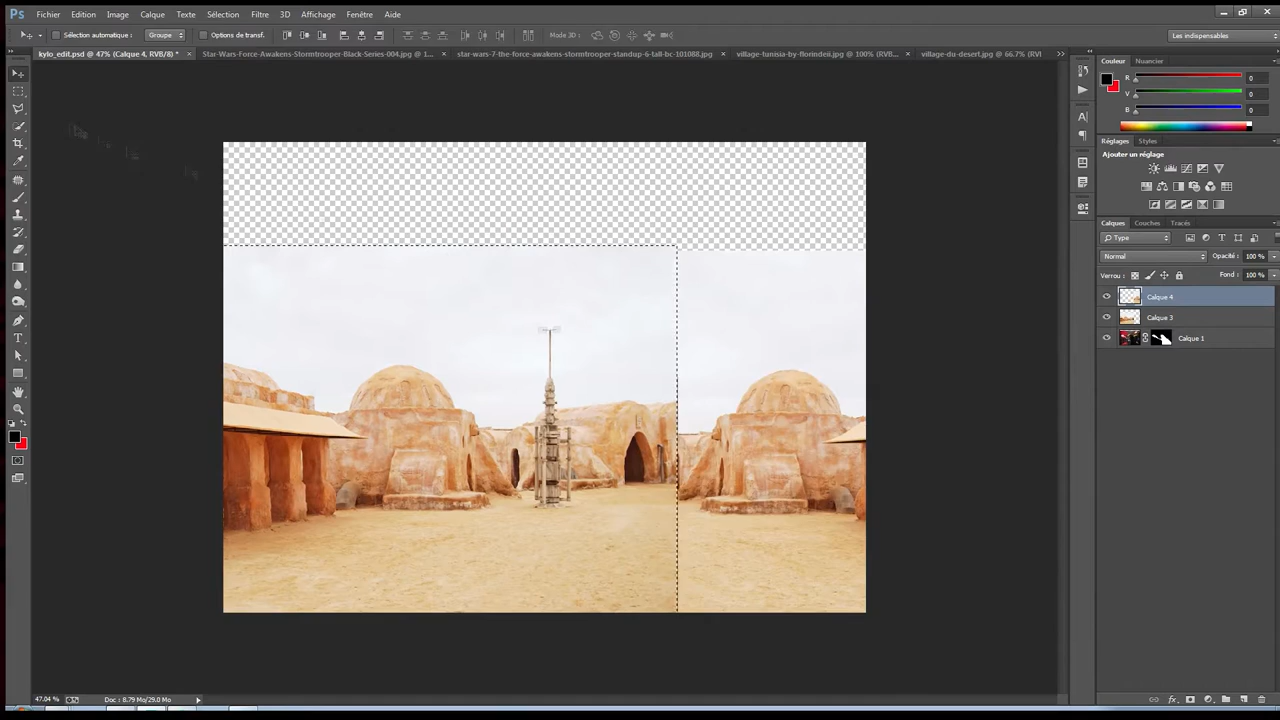 Ps Fichier Edition Image Calque Texte Sélection Filtre 3D Affichage Fenêtre Aide
Sélection automatique : Groupe Options de transf. Mode 3D : Les indispensables
kylo_edit.psd @ 47% (Calque 4, RVB/8) * × Star-Wars-Force-Awakens-Stormtrooper-Black-Series-004.jpg @ 1... × star-wars-7-the-force-awakens-stormtrooper-standup-6-tall-bc-101088.jpg × village-tunisia-by-florindeii.jpg @ 100% (RVB... × village-du-desert.jpg @ 66.7% (RVI
Couleur Nuancier
R 0
V 0
B 0
Réglages Styles
Ajouter un réglage
Calques Couches Tracés
Type
Normal Opacité : 100 %
Verrou : Fond : 100 %
Calque 4
Calque 3
Calque 1
47.04 % Doc : 8.79 Mo/29.0 Mo